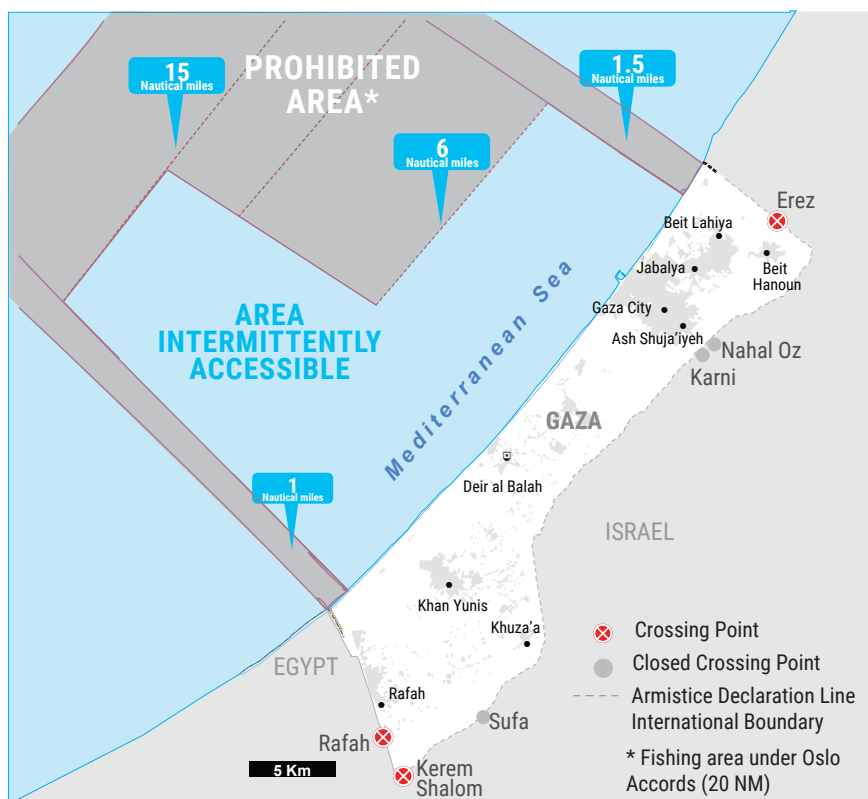 15
Nautical miles
PROHIBITED
AREA*
1.5
Nautical miles
6
Nautical miles
Erez
Beit Lahiya
Jabalya
Beit
Hanoun
Gaza City
Ash Shuja'iyeh
Nahal Oz
Karni
AREA
INTERMITTENTLY
ACCESSIBLE
Mediterranean Sea
GAZA
Deir al Balah
1
Nautical miles
ISRAEL
Khan Yunis
Khuza'a
EGYPT
Rafah
Sufa
Rafah
Kerem
Shalom
5 Km
Crossing Point
Closed Crossing Point
Armistice Declaration Line
International Boundary
* Fishing area under Oslo
Accords (20 NM)